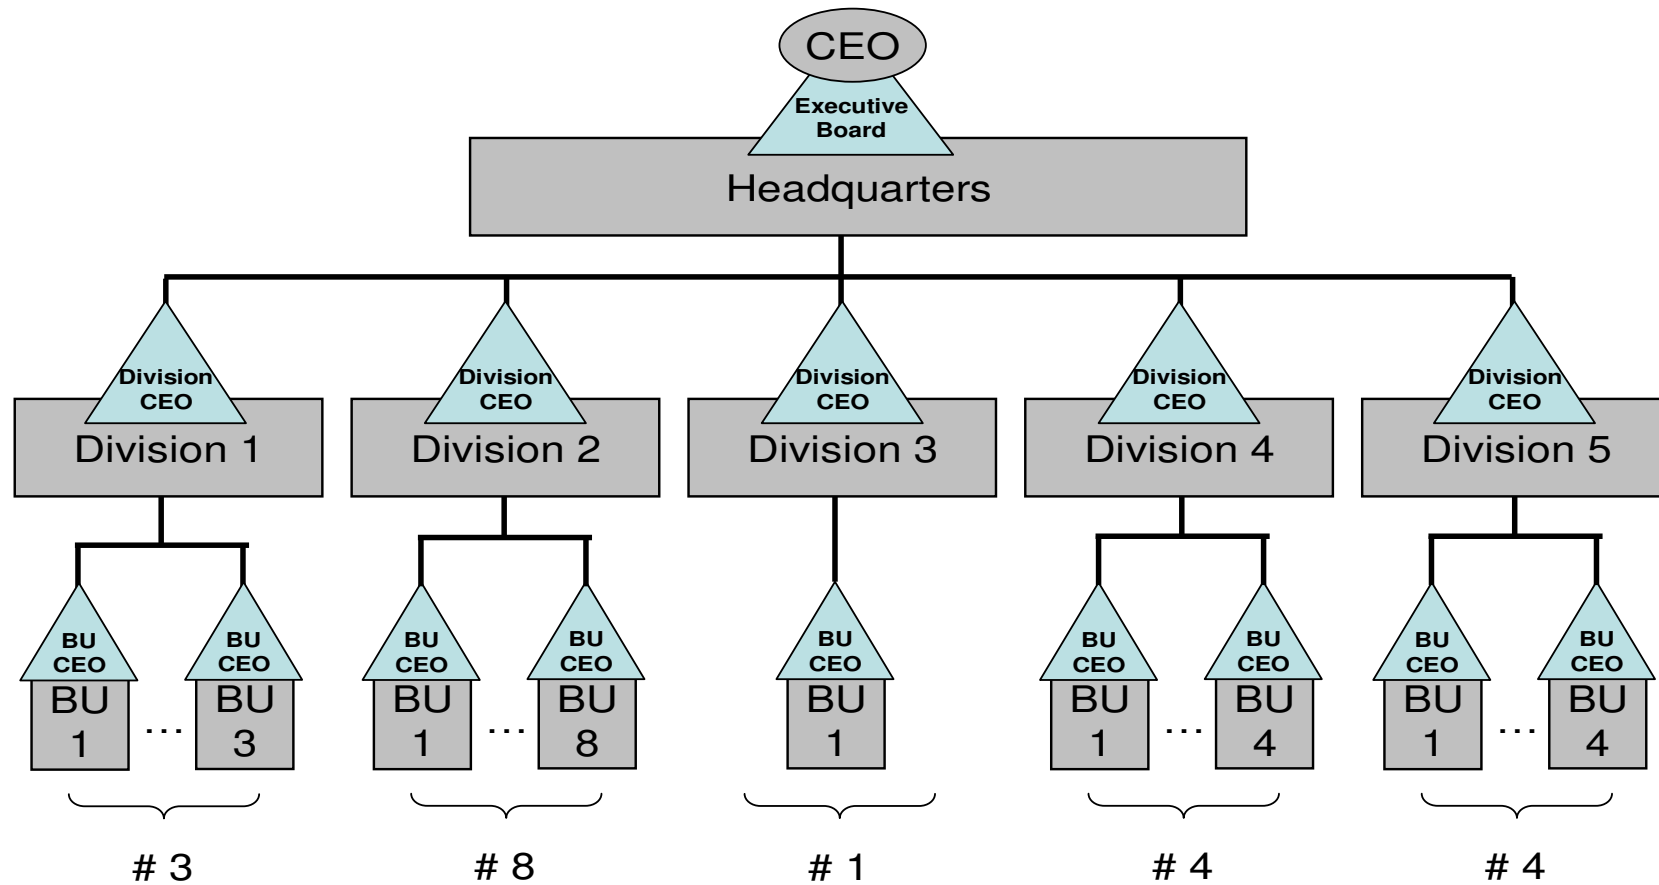 CEO
Executive
Board
Headquarters
Division
CEO
Division 1
Division
CEO
Division 2
Division
CEO
Division 3
Division
CEO
Division 4
Division
CEO
Division 5
BU
CEO
BU
1
...
BU
CEO
BU
3
BU
CEO
BU
1
...
BU
CEO
BU
8
BU
CEO
BU
1
BU
CEO
BU
1
...
BU
CEO
BU
4
BU
CEO
BU
1
...
BU
CEO
BU
4
# 3
# 8
# 1
# 4
# 4